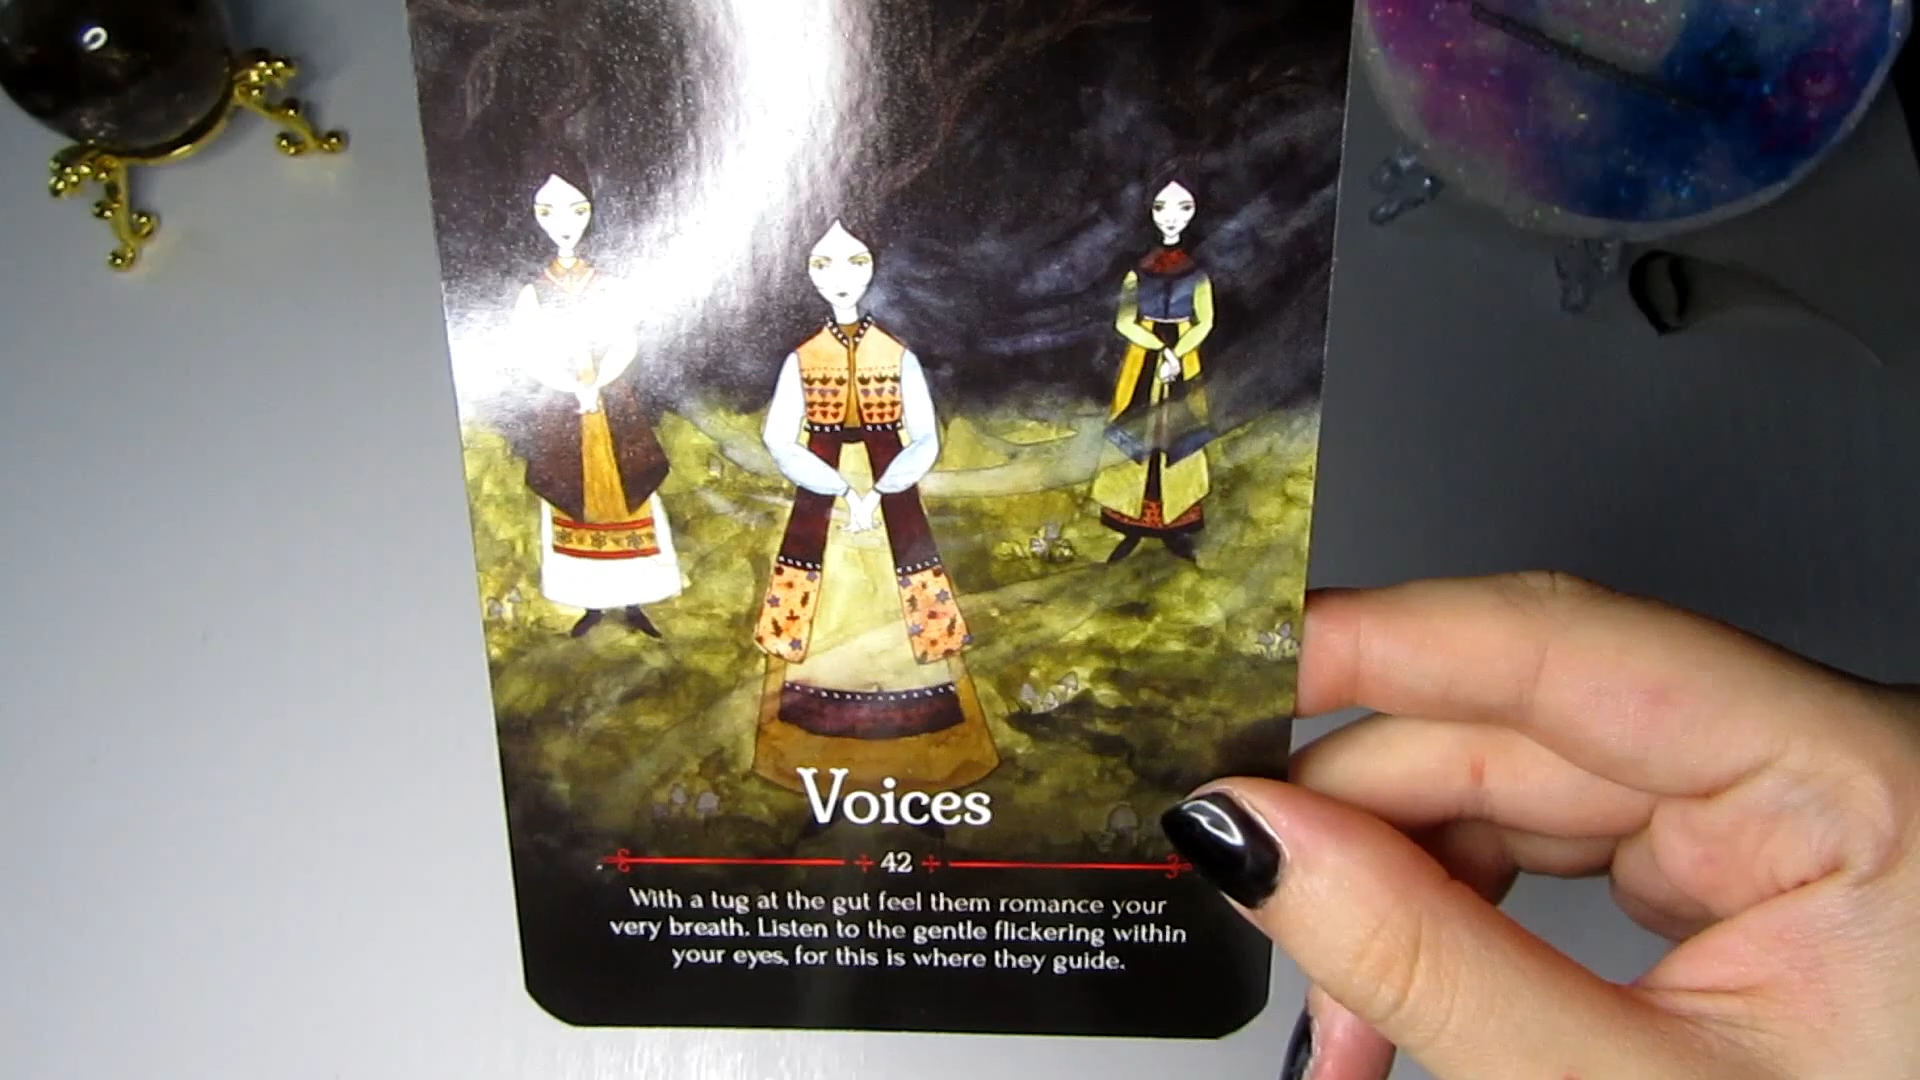 Voices
42
With a tug at the gut feel them romance your
very breath. Listen to the gentle flickering within
your eyes, for this is where they guide.